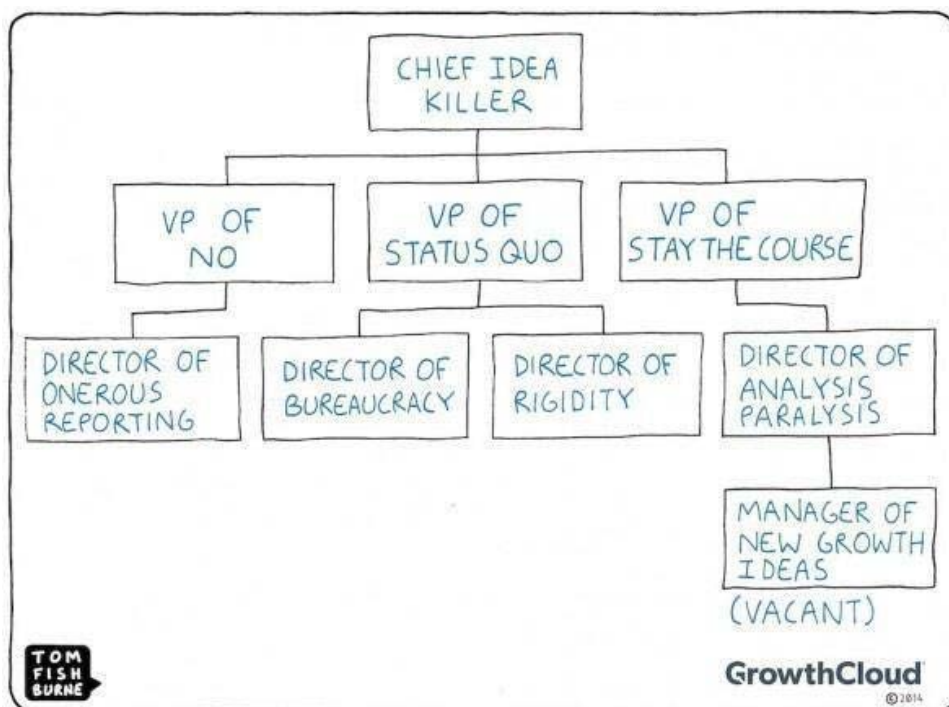 CHIEF IDEA
KILLER
VP OF
NO
VP OF
STATUS QUO
VP OF
STAY THE COURSE
DIRECTOR OF
ONEROUS
REPORTING
DIRECTOR OF
BUREAUCRACY
DIRECTOR OF
RIGIDITY
DIRECTOR OF
ANALYSIS
PARALYSIS
MANAGER OF
NEW GROWTH
IDEAS
(VACANT)
TOM
FISH
BURNE
GrowthCloud
©2014